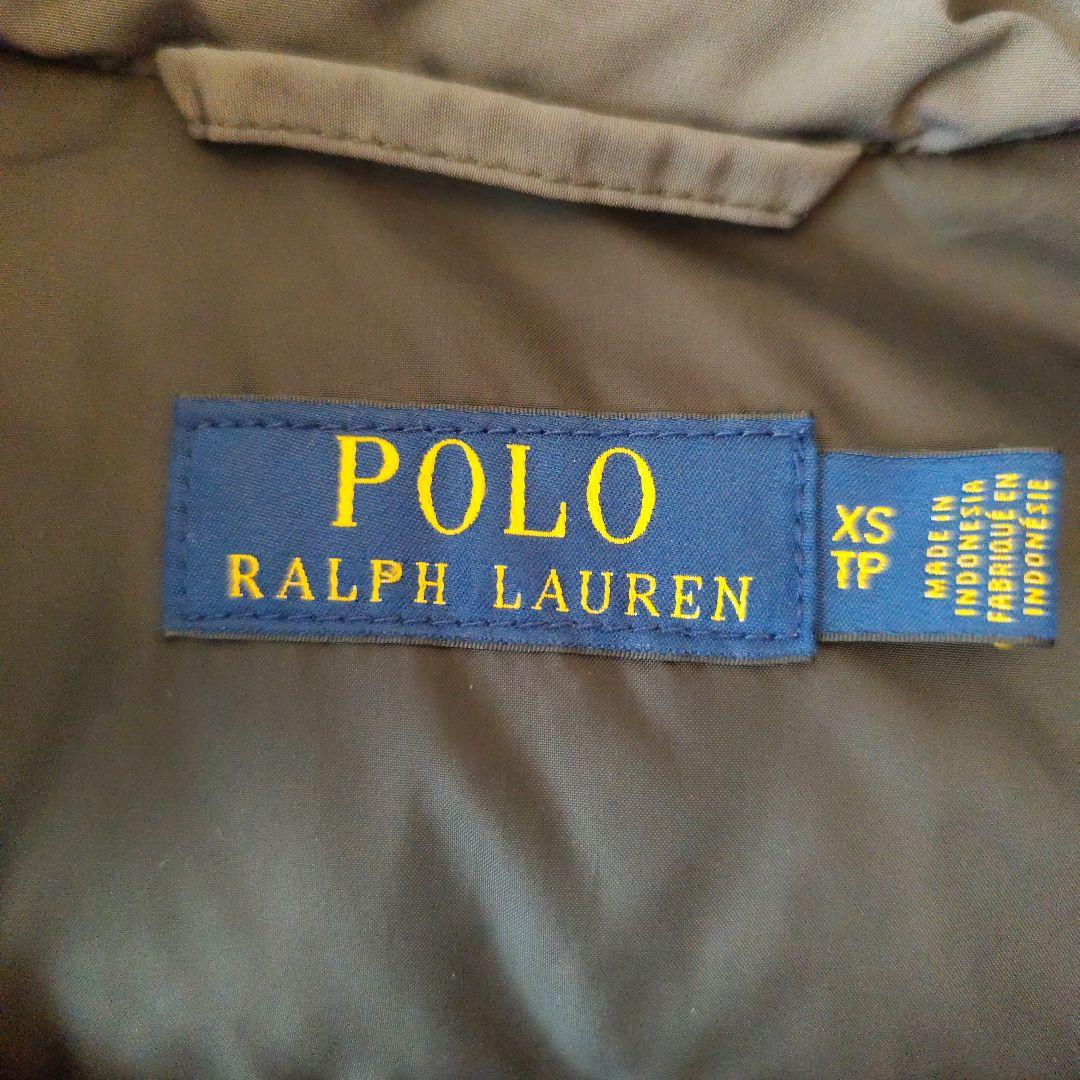 POLO
RALPH LAUREN
XS
TP
MADE IN
INDONESIA
FABRIQUÉ EN
INDONÉSIE